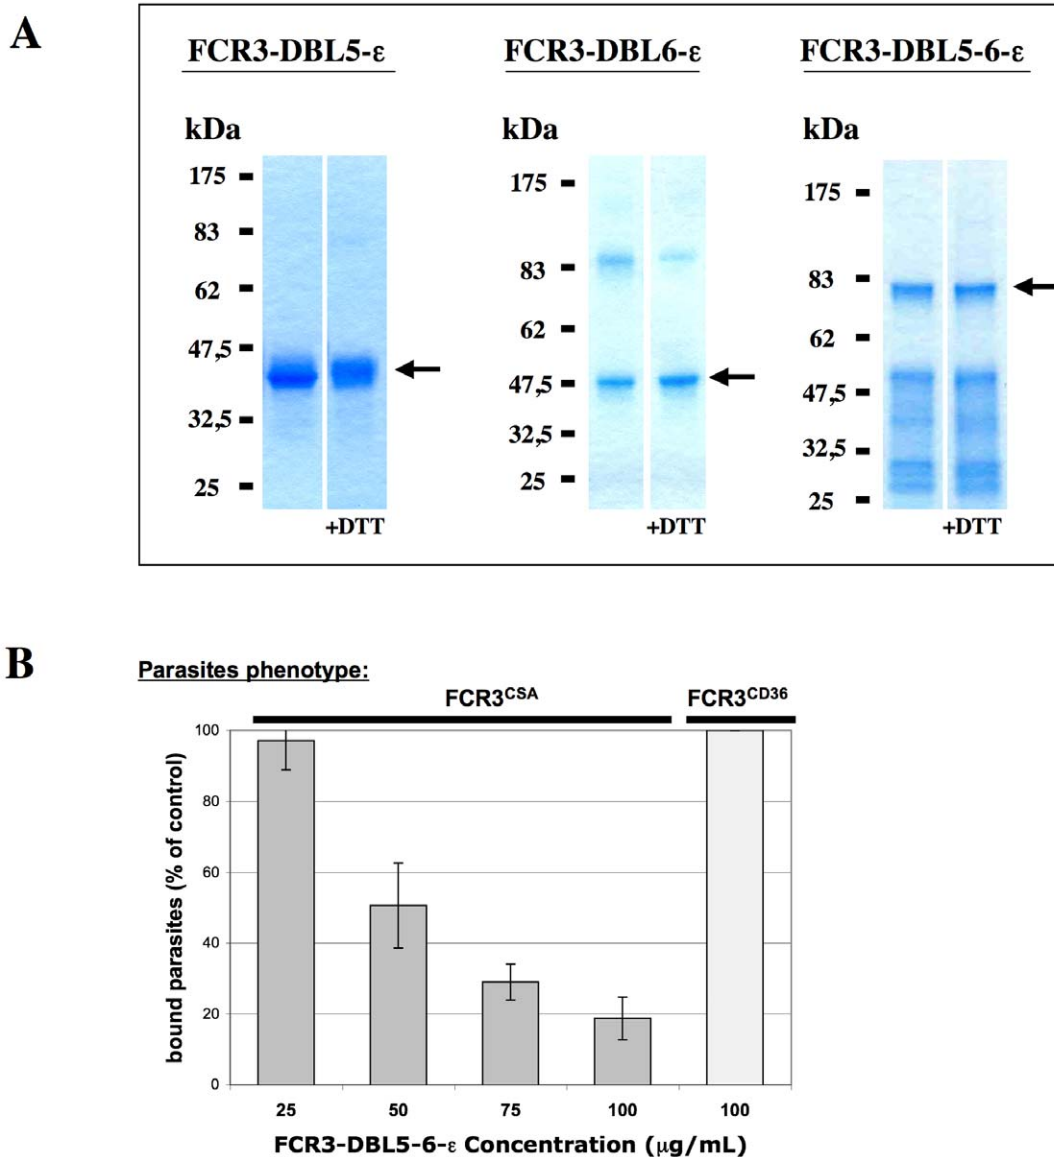 A
FCR3-DBL5-ε FCR3-DBL6-ε FCR3-DBL5-6-ε
kDa kDa kDa
175 175 175
83 83 83
62 62 62
47,5 47,5 47,5
32,5 32,5 32,5
25 25 25
+DTT +DTT +DTT
B
Parasites phenotype:
FCR3CSA FCR3CD36
bound parasites (% of control)
100
80
60
40
20
0
25 50 75 100 100
FCR3-DBL5-6-ε Concentration (μg/mL)